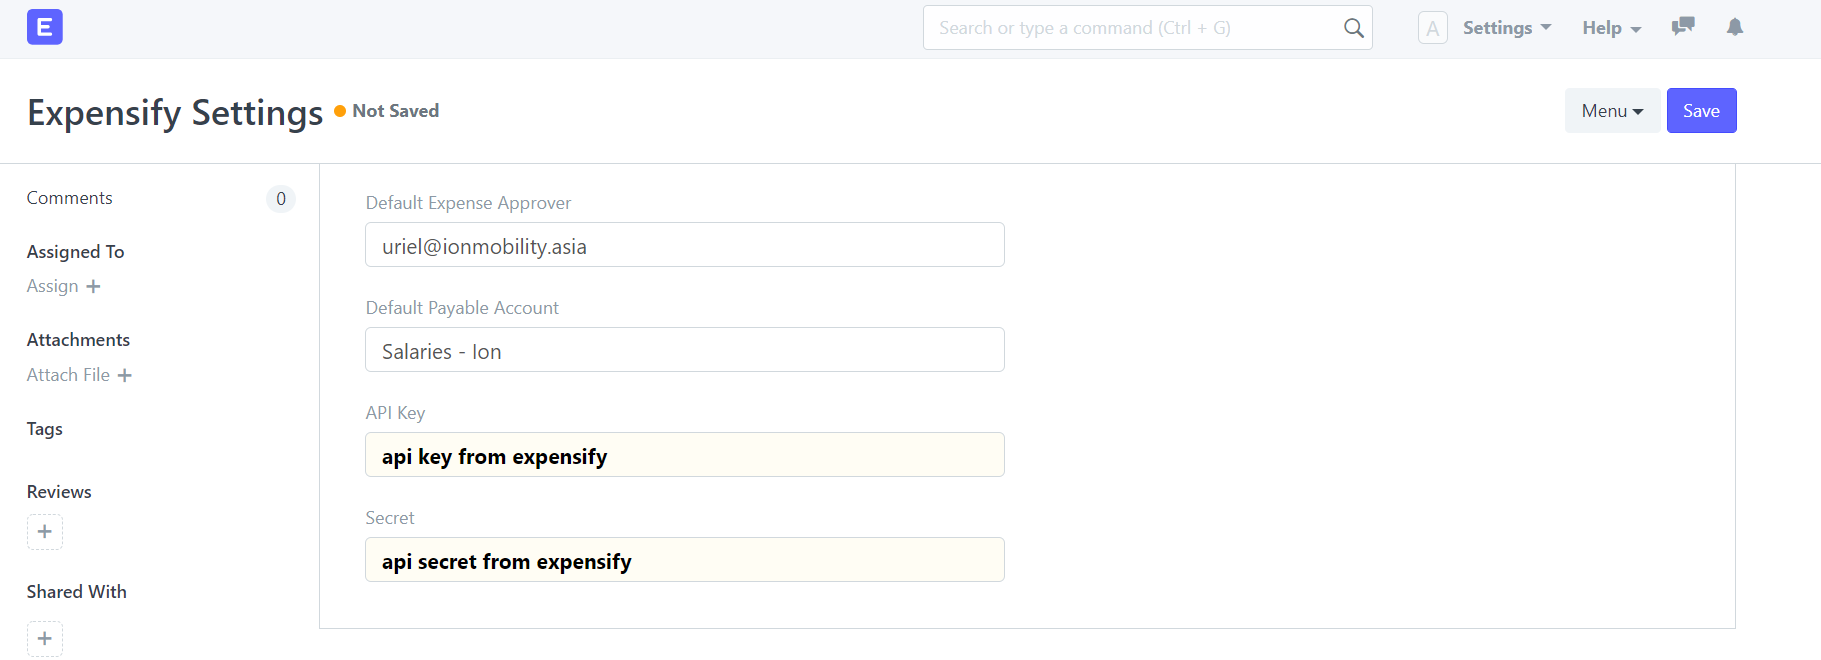 E
Search or type a command (Ctrl + G)
A Settings Help
Expensify Settings Not Saved
Menu Save
Comments 0
Assigned To
Assign +
Attachments
Attach File +
Tags
Reviews
+
Shared With
+
Default Expense Approver
uriel@ionmobility.asia
Default Payable Account
Salaries - Ion
API Key
api key from expensify
Secret
api secret from expensify